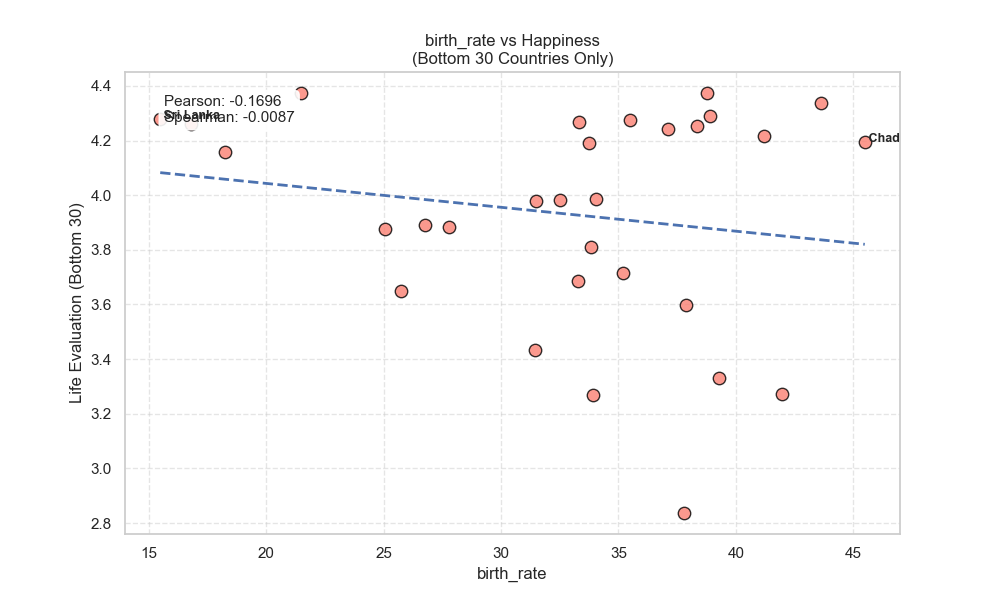 birth_rate vs Happiness
(Bottom 30 Countries Only)
Pearson: -0.1696
Sri Lanka
Spearman: -0.0087
Chad
Life Evaluation (Bottom 30)
4.4
4.2
4.0
3.8
3.6
3.4
3.2
3.0
2.8
15 20 25 30 35 40 45
birth_rate